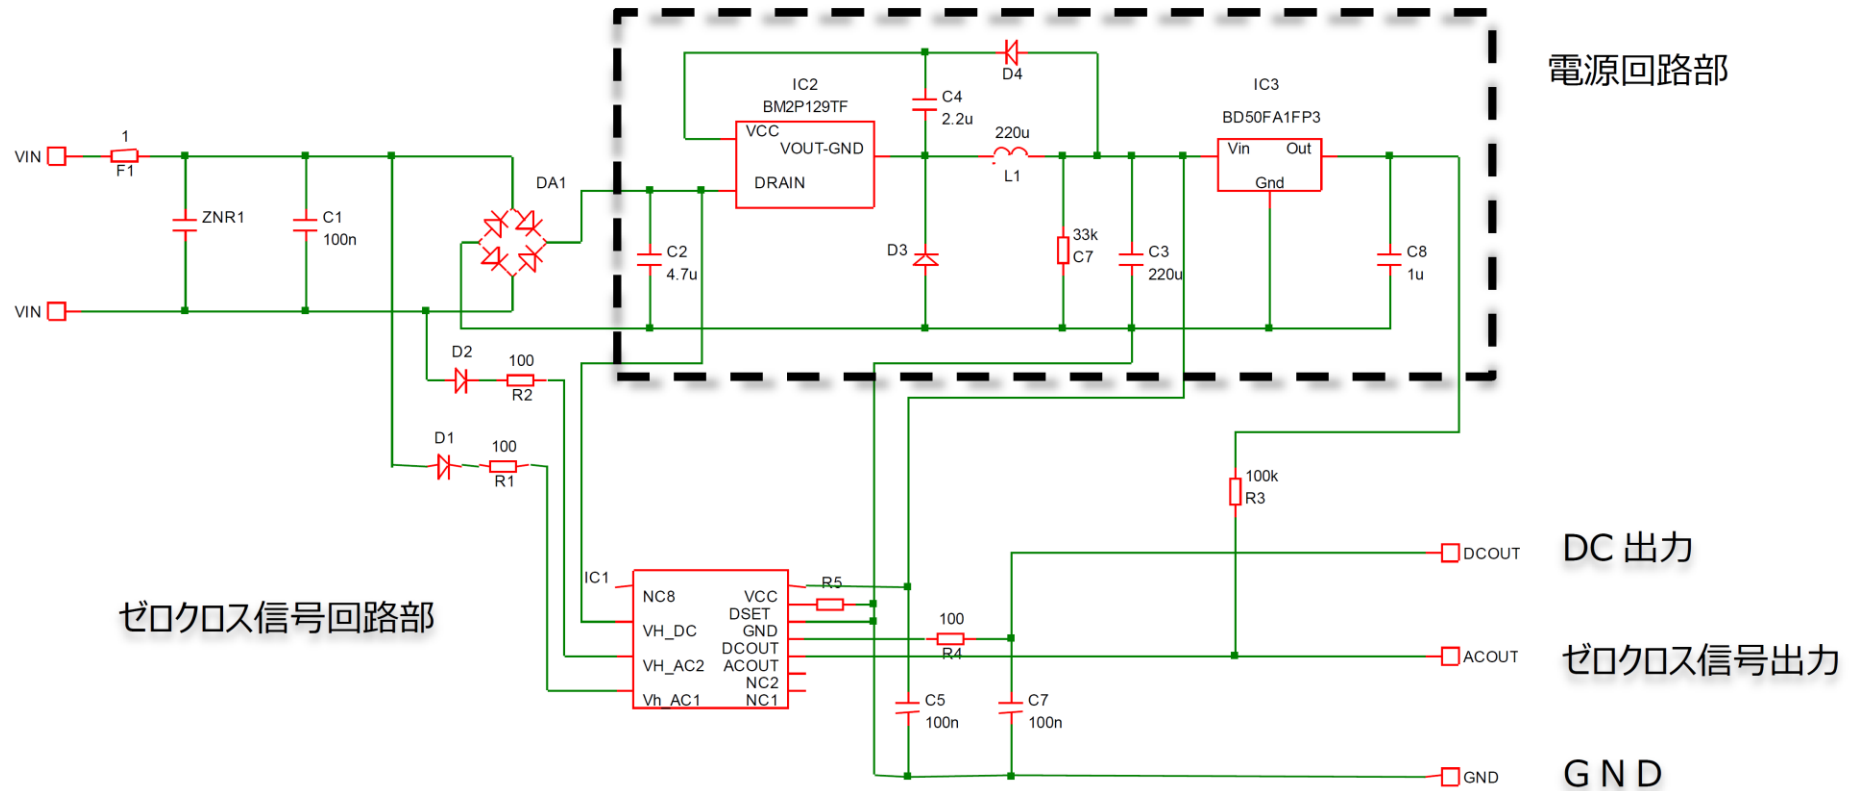 電源回路部
IC2
BM2P129TF
VCC
VOUT-GND
DRAIN
C4
2.2u
D4
220u
L1
IC3
BD50FA1FP3
Vin
Out
Gnd
VIN
1
F1
ZNR1
C1
100n
DA1
C2
4.7u
D3
33k
C7
C3
220u
C8
1u
VIN
D2
100
R2
D1
100
R1
100k
R3
ゼロクロス信号回路部
IC1
NC8
VH_DC
VH_AC2
Vh_AC1
VCC
DSET
GND
DCOUT
ACOUT
NC2
NC1
R5
100
R4
C5
100n
C7
100n
DCOUT
DC 出力
ACOUT
ゼロクロス信号出力
GND
G N D